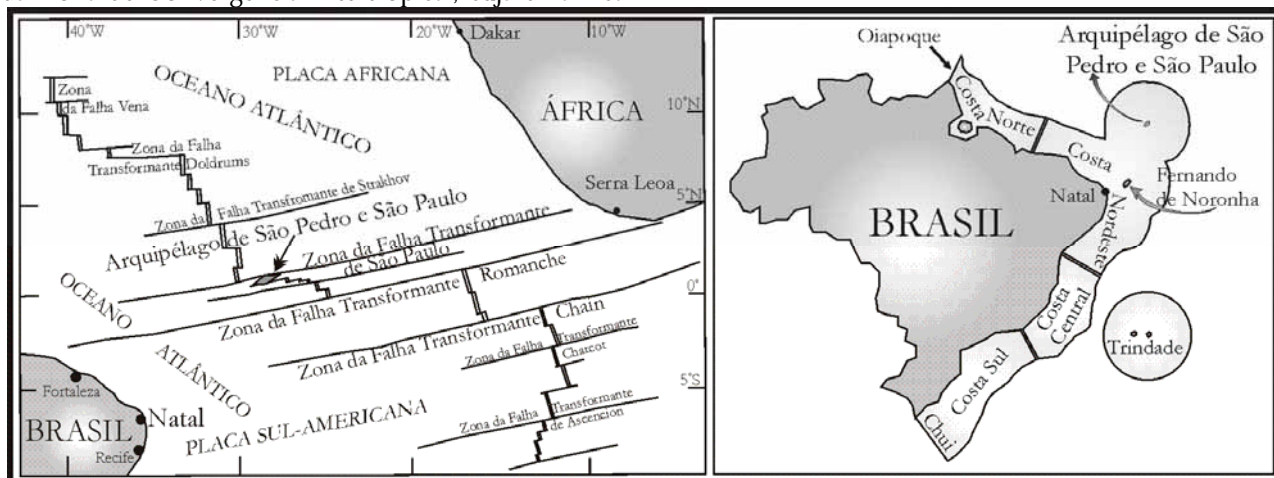 40°W 30°W 20°W 10°W
Dakar
PLACA AFRICANA
OCEANO ATLÂNTICO
ÁFRICA
10°N
Zona
da Falha Vena
Zona da Falha
Transformante Doldrums
Serra Leoa
5°N
Zona da Falha Transfromante de Strakhov
Arquipélago de São Pedro e São Paulo
Zona da Falha Transformante
de São Paulo
Romanche
Zona da Falha Transformante
0°
OCEANO
ATLÂNTICO
Chain
Zona da Falha Transformante
Zona da Falha Transformante
Charcot
5°S
Fortaleza
Natal
BRASIL
Recife
PLACA SUL-AMERICANA
Zona da Falha Transformante
de Ascención
Oiapoque
Arquipélago de São
Pedro e São Paulo
Costa Norte
Costa
Nordeste
Natal
Fernando
de Noronha
BRASIL
Costa
Central
Trindade
Costa Sul
Chui